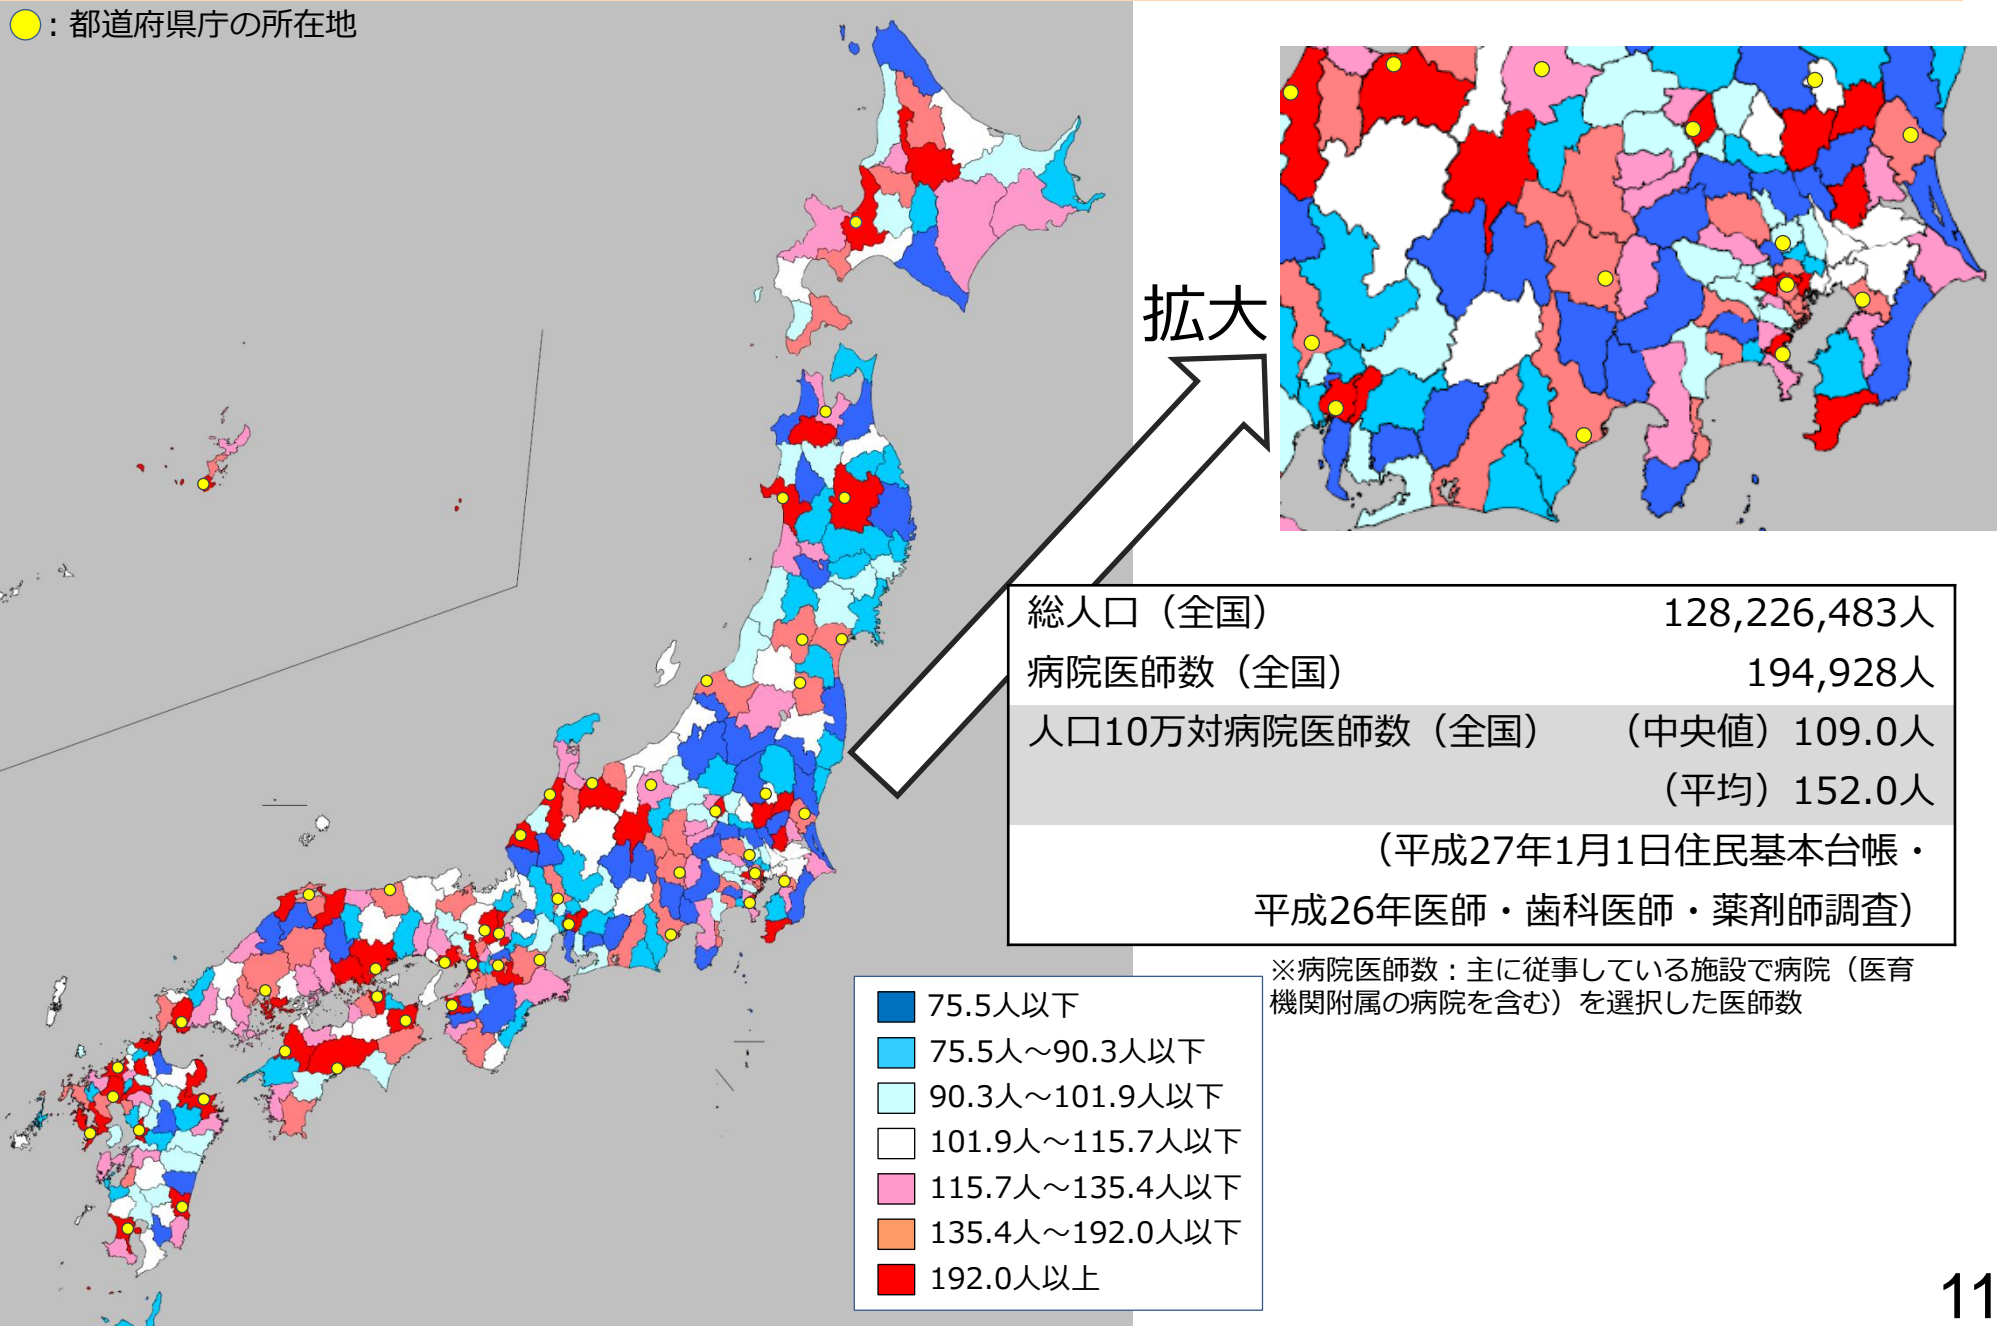 ：都道府県庁の所在地
拡大
総人口（全国） 128,226,483人
病院医師数（全国） 194,928人
人口10万対病院医師数（全国） （中央値）109.0人
（平均）152.0人
（平成27年1月1日住民基本台帳・
平成26年医師・歯科医師・薬剤師調査）
※病院医師数：主に従事している施設で病院（医育
機関附属の病院を含む）を選択した医師数
75.5人以下
75.5人～90.3人以下
90.3人～101.9人以下
101.9人～115.7人以下
115.7人～135.4人以下
135.4人～192.0人以下
192.0人以上
11